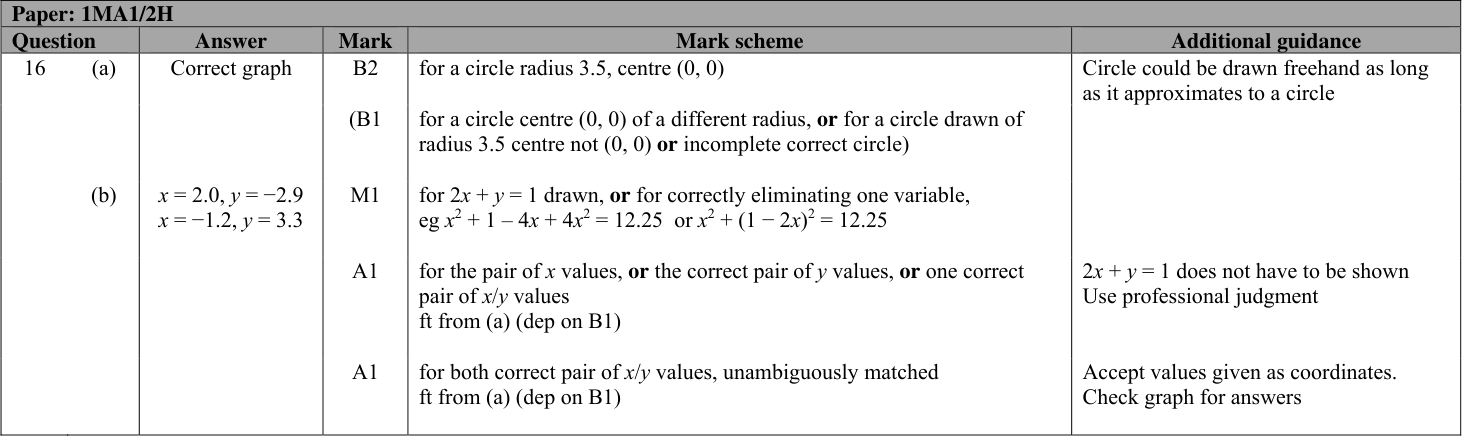 Paper: 1MA1/2H
Question Answer Mark Mark scheme Additional guidance
16 (a) Correct graph B2 for a circle radius 3.5, centre (0, 0) Circle could be drawn freehand as long
as it approximates to a circle
(B1 for a circle centre (0, 0) of a different radius, or for a circle drawn of
radius 3.5 centre not (0, 0) or incomplete correct circle)
(b) x = 2.0, y = −2.9 M1 for 2x + y = 1 drawn, or for correctly eliminating one variable,
x = −1.2, y = 3.3 eg x² + 1 – 4x + 4x² = 12.25 or x² + (1 − 2x)² = 12.25
A1 for the pair of x values, or the correct pair of y values, or one correct 2x + y = 1 does not have to be shown
pair of x/y values Use professional judgment
ft from (a) (dep on B1)
A1 for both correct pair of x/y values, unambiguously matched Accept values given as coordinates.
ft from (a) (dep on B1) Check graph for answers